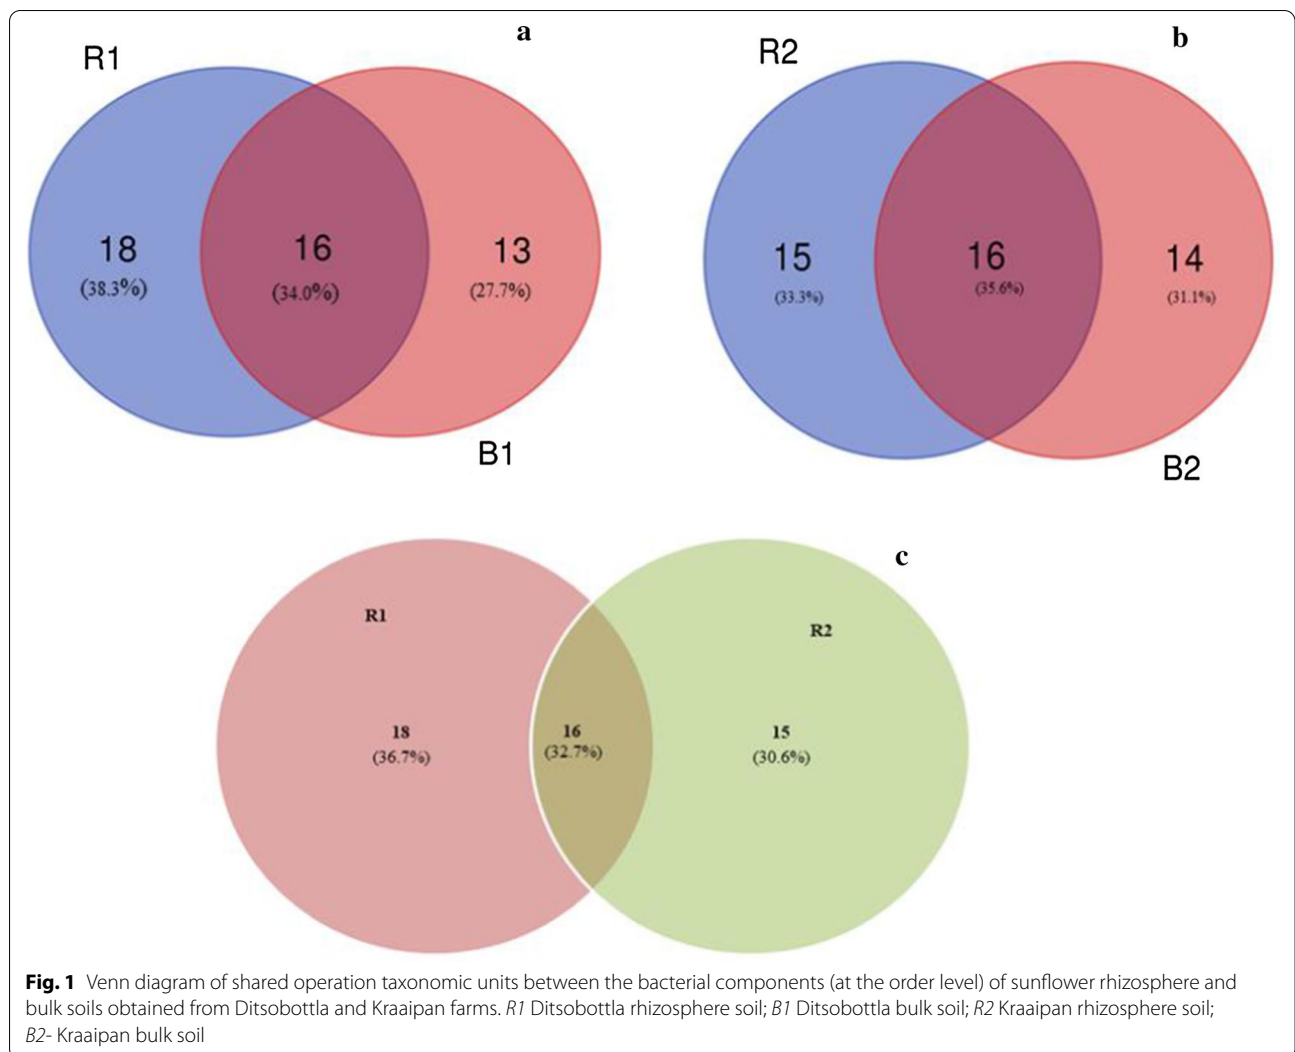 a
R1
18
(38.3%)
16
(34.0%)
13
(27.7%)
B1
b
R2
15
(33.3%)
16
(35.6%)
14
(31.1%)
B2
c
R1
R2
18
(36.7%)
16
(32.7%)
15
(30.6%)
Fig. 1 Venn diagram of shared operation taxonomic units between the bacterial components (at the order level) of sunflower rhizosphere and
bulk soils obtained from Ditsobottla and Kraaipan farms. R1 Ditsobottla rhizosphere soil; B1 Ditsobottla bulk soil; R2 Kraaipan rhizosphere soil;
B2- Kraaipan bulk soil